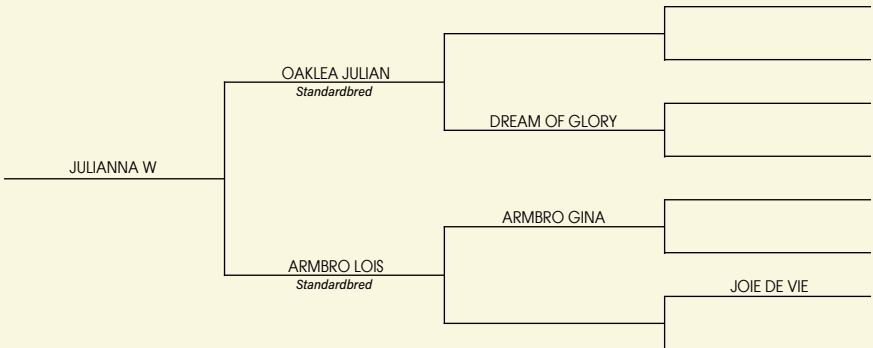 OAKLEA JULIAN
Standardbred
DREAM OF GLORY
JULIANNA W
ARMBRO GINA
ARMBRO LOIS
Standardbred
JOIE DE VIE